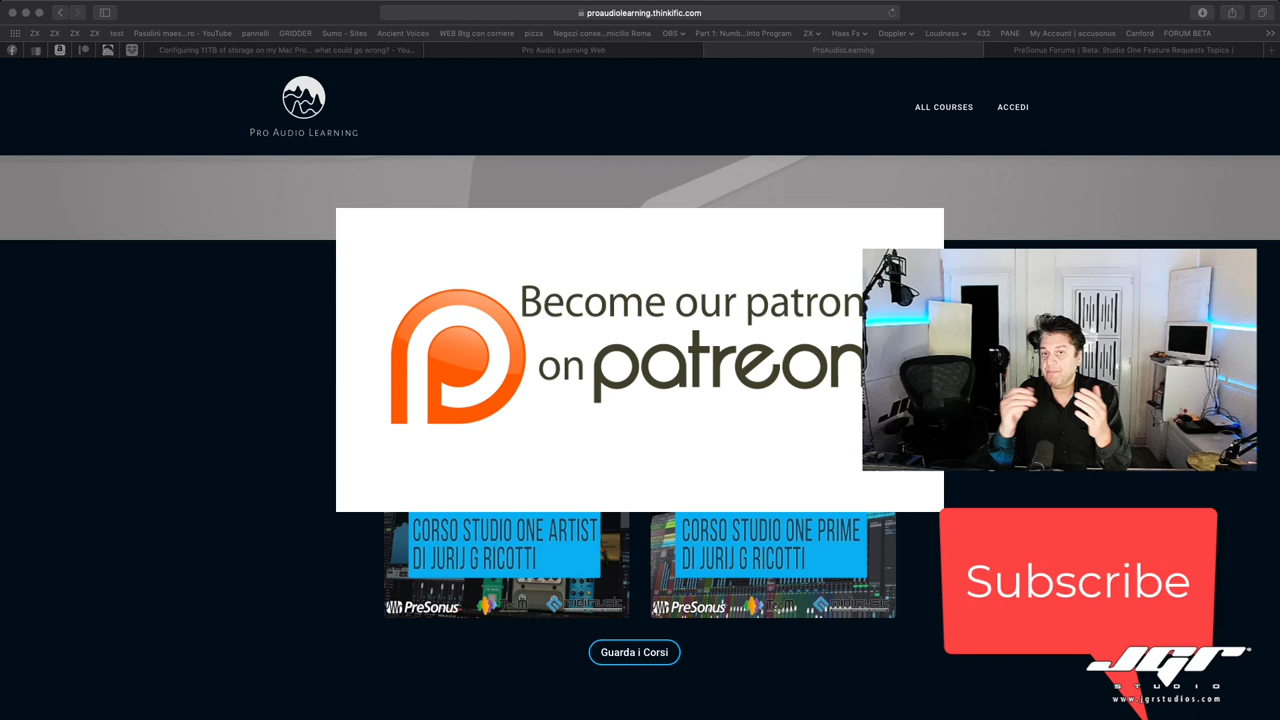 proaudiolearning.thinkific.com
ZX ZX ZX ZX test Pasolini maes...ro - YouTube pannelli GRIDDER Sumo - Sites Ancient Voices WEB Btg con corriere pizza Negozi conse...micilio Roma OBS Part 1: Numb...Into Program ZX Haas Fx Doppler Loudness 432 PANE My Account | accusonus Canford FORUM BETA
Configuring 11TB of storage on my Mac Pro... what could go wrong? - You... Pro Audio Learning Web ProAudioLearning PreSonus Forums | Beta: Studio One Feature Requests Topics |
PRO AUDIO LEARNING
ALL COURSES ACCEDI
Become our patron
on patreon
CORSO STUDIO ONE ARTIST
DI JURIJ G RICOTTI
PreSonus midimusic
CORSO STUDIO ONE PRIME
DI JURIJ G RICOTTI
PreSonus midimusic
Guarda i Corsi
Subscribe
JGR
STUDIO
www.jgrstudios.com